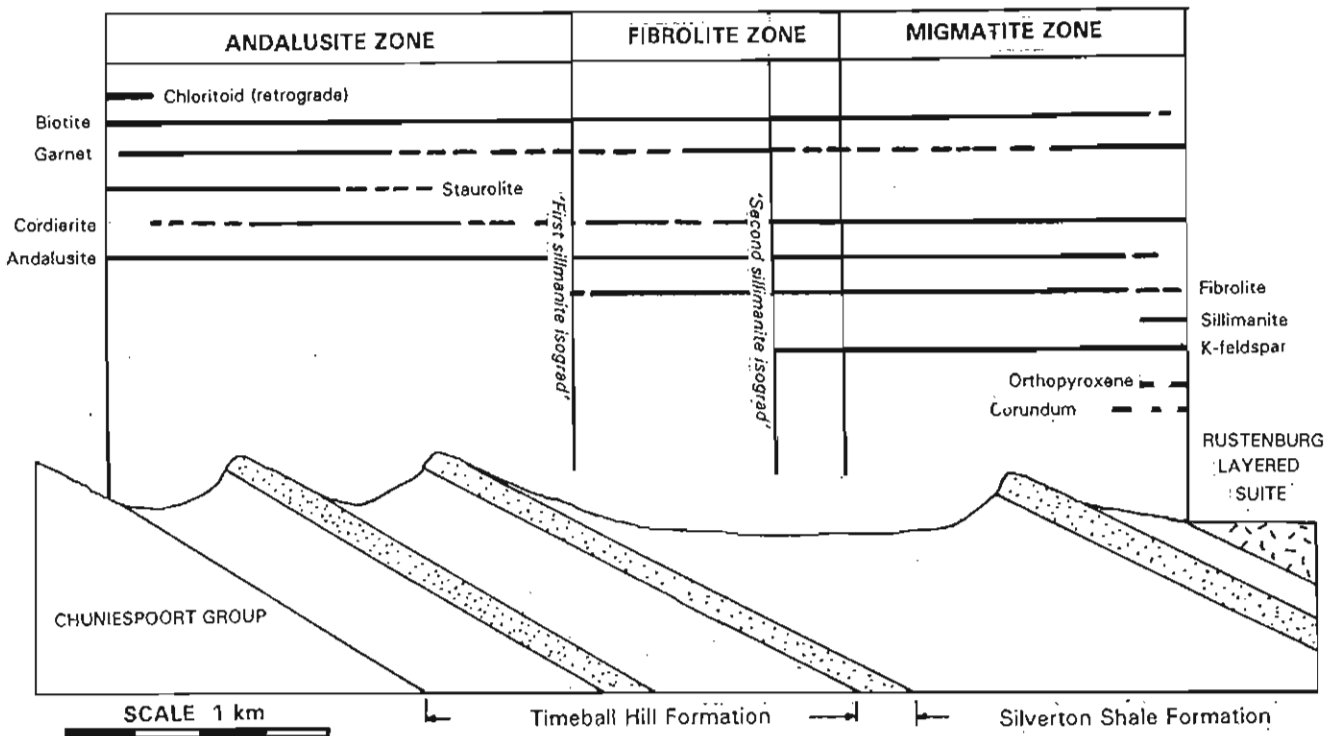 ANDALUSITE ZONE
FIBROLITE ZONE
MIGMATITE ZONE
Chloritoid (retrograde)
Biotite
Garnet
Staurolite
Cordierite
Andalusite
"First sillimanite isograd"
"Second sillimanite isograd"
Fibrolite
Sillimanite
K-feldspar
Orthopyroxene
Corundum
RUSTENBURG
LAYERED
SUITE
CHUNIESPOORT GROUP
SCALE 1 km
Timeball Hill Formation
Silverton Shale Formation